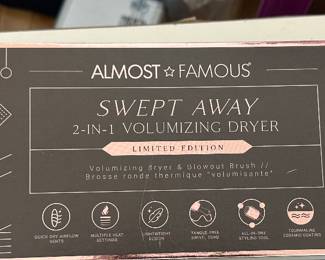 ALMOST ☆ FAMOUS®
SWEPT AWAY
2-IN-1 VOLUMIZING DRYER
LIMITED EDITION
Volumizing Dryer & Blowout Brush //
Brosse ronde thermique "volumisante"
QUICK-DRY AIRFLOW VENTS
MULTIPLE HEAT SETTINGS
LIGHTWEIGHT DESIGN
TANGLE-FREE SWIVEL CORD
ALL-IN-ONE STYLING TOOL
TOURMALINE CERAMIC COATING